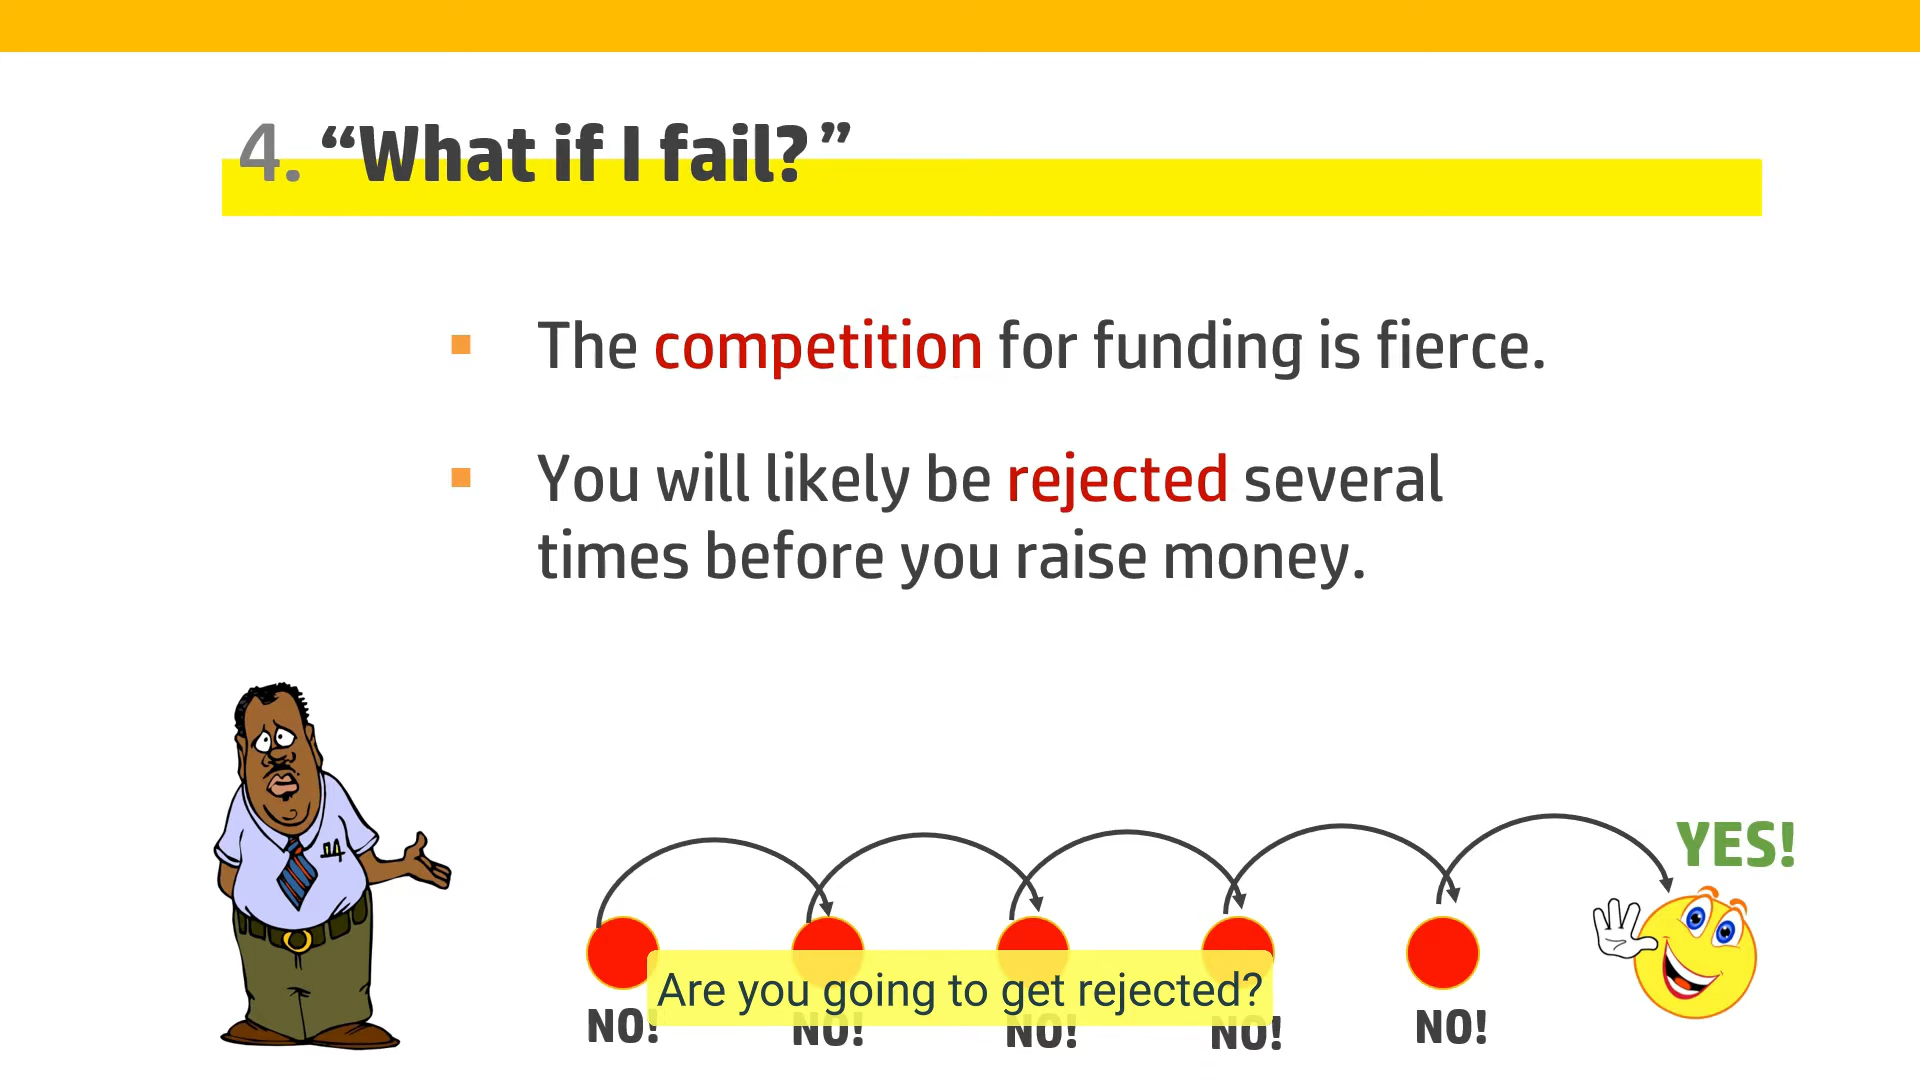 4. “What if I fail?”
The competition for funding is fierce.
You will likely be rejected several
times before you raise money.
YES!
Are you going to get rejected?
NO! NO! NO! NO! NO!